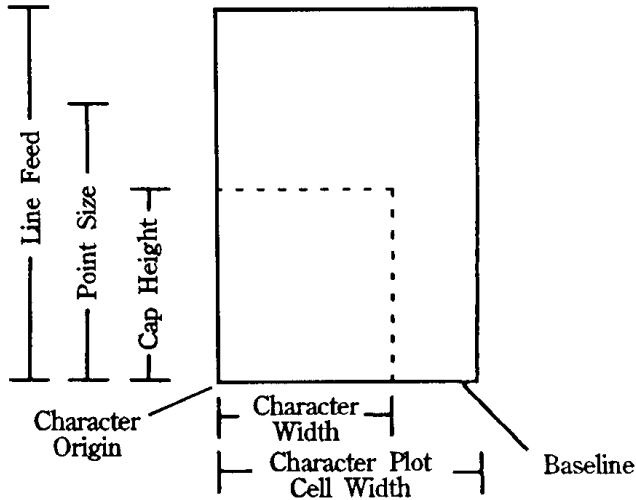 Line Feed
Point Size
Cap Height
Character
Origin
Character
Width
Character Plot
Cell Width
Baseline